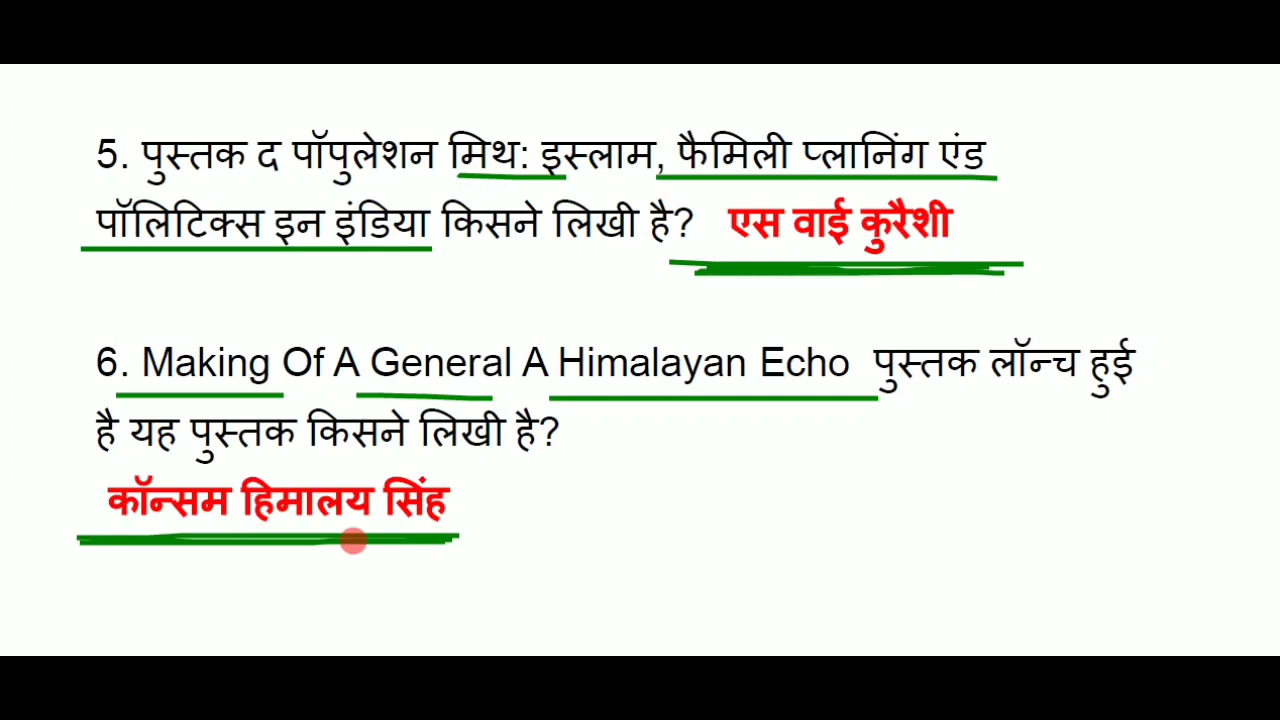 5. पुस्तक द पॉपुलेशन मिथ: इस्लाम, फैमिली प्लानिंग एंड
पॉलिटिक्स इन इंडिया किसने लिखी है? एस वाई कुरैशी
6. Making Of A General A Himalayan Echo पुस्तक लॉन्च हुई
है यह पुस्तक किसने लिखी है?
कॉन्सम हिमालय सिंह